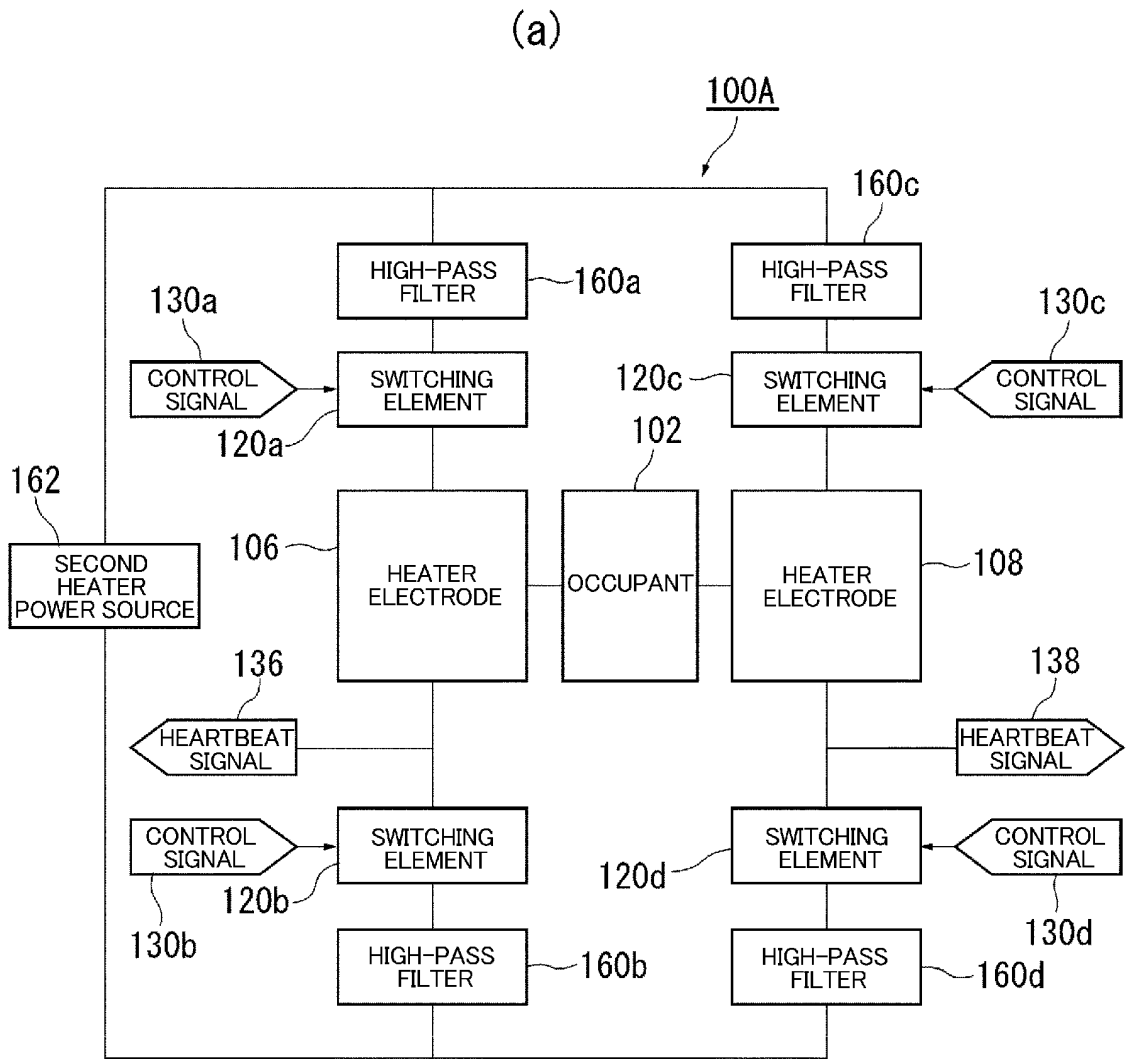 (a)
100A
160c
HIGH-PASS
FILTER
160a
HIGH-PASS
FILTER
130a
130c
CONTROL
SIGNAL
SWITCHING
ELEMENT
120c
SWITCHING
ELEMENT
CONTROL
SIGNAL
120a
102
162
106
108
SECOND
HEATER
POWER SOURCE
HEATER
ELECTRODE
OCCUPANT
HEATER
ELECTRODE
136
138
HEARTBEAT
SIGNAL
HEARTBEAT
SIGNAL
CONTROL
SIGNAL
SWITCHING
ELEMENT
SWITCHING
ELEMENT
CONTROL
SIGNAL
120b
120d
130b
130d
HIGH-PASS
FILTER
160b
HIGH-PASS
FILTER
160d